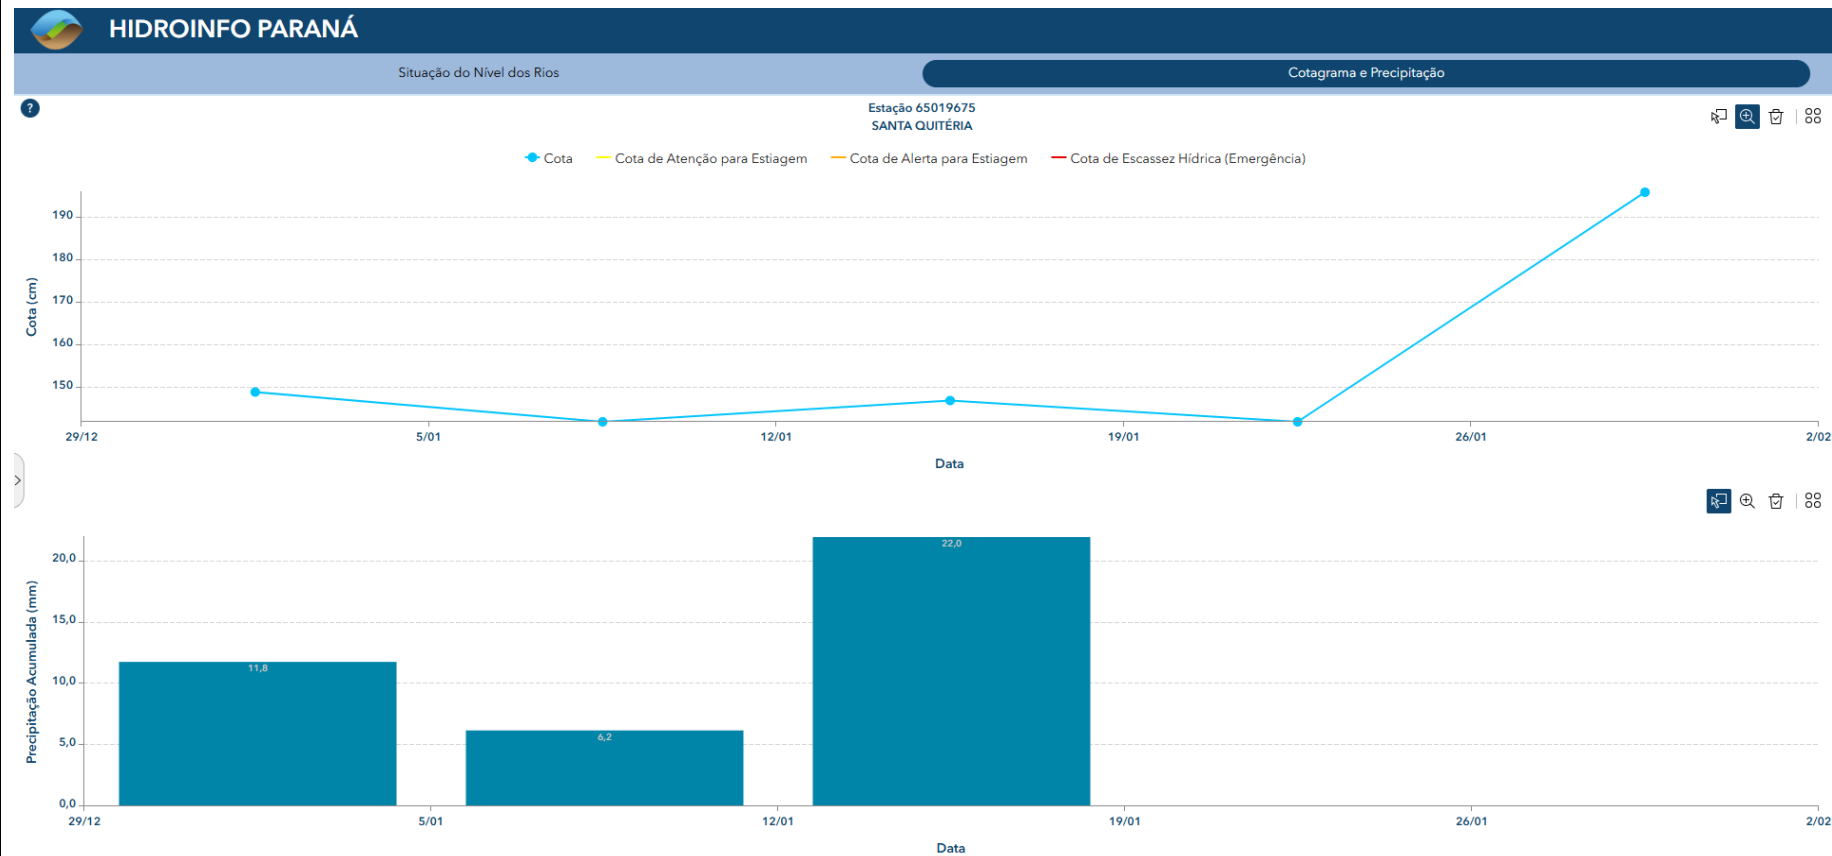 HIDROINFO PARANÁ
Situação do Nível dos Rios
Cotagrama e Precipitação
?
Estação 65019675
SANTA QUITÉRIA
Cota
Cota de Atenção para Estiagem
Cota de Alerta para Estiagem
Cota de Escassez Hídrica (Emergência)
Cota (cm)
190
180
170
160
150
29/12
5/01
12/01
19/01
26/01
2/02
Data
Precipitação Acumulada (mm)
20,0
15,0
10,0
5,0
0,0
11,8
6,2
22,0
29/12
5/01
12/01
19/01
26/01
2/02
Data